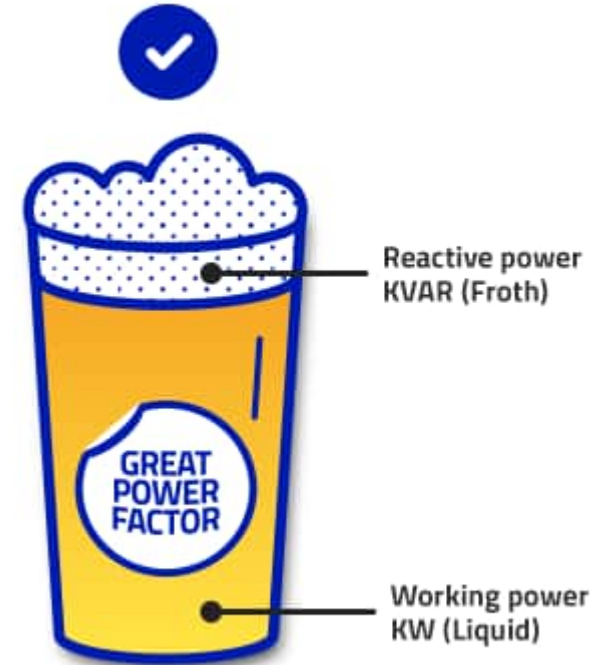 Reactive power
KVAR (Froth)
GREAT
POWER
FACTOR
Working power
KW (Liquid)